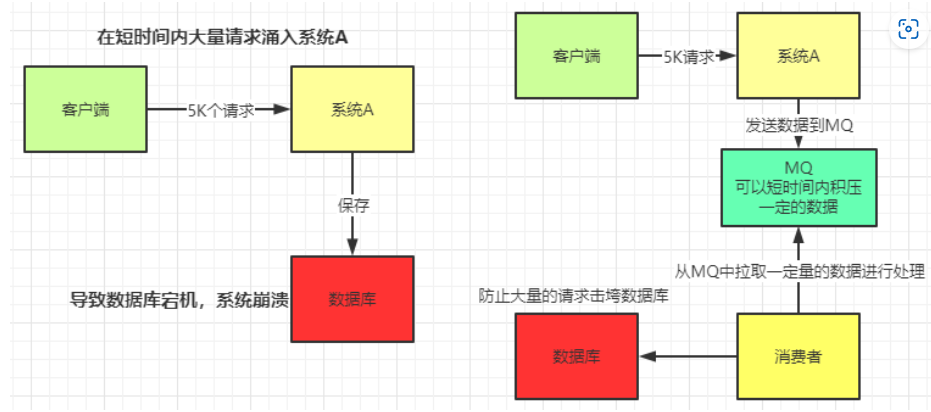 在短时间内大量请求涌入系统A
客户端
5K个请求
系统A
保存
导致数据库宕机，系统崩溃
数据库
客户端
5K请求
系统A
发送数据到MQ
MQ
可以短时间内积压
一定的数据
从MQ中拉取一定量的数据进行处理
防止大量的请求击垮数据库
数据库
消费者